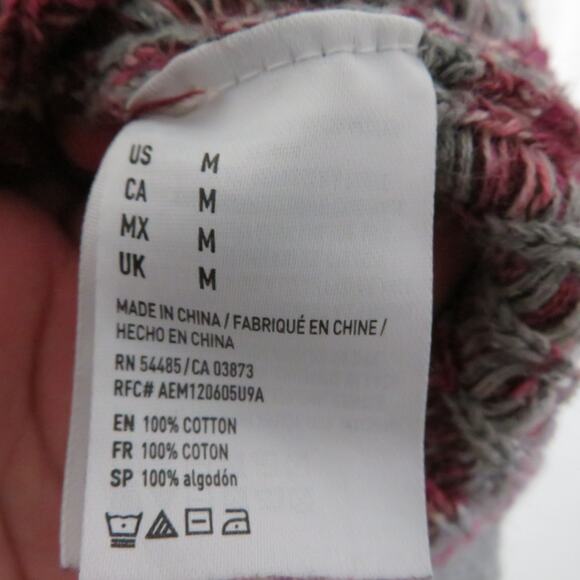 US M
CA M
MX M
UK M
MADE IN CHINA / FABRIQUÉ EN CHINE /
HECHO EN CHINA
RN 54485 / CA 03873
RFC# AEM120605U9A
EN 100% COTTON
FR 100% COTON
SP 100% algodón